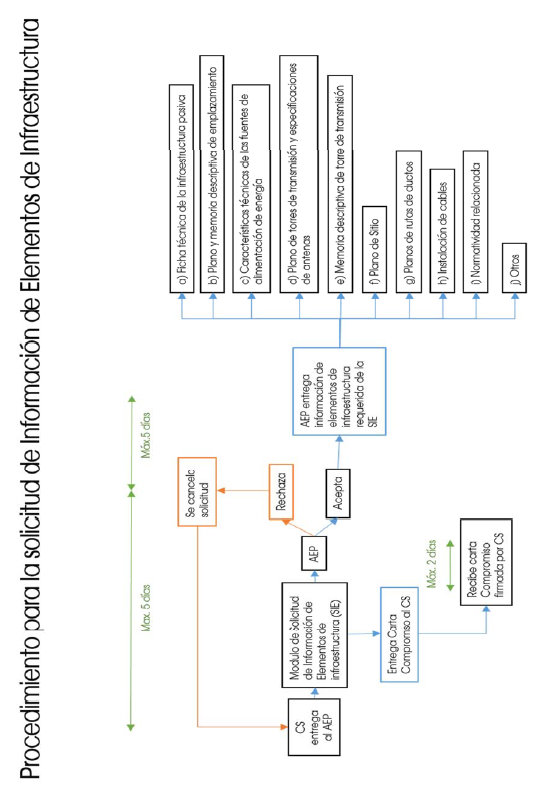 Procedimiento para la solicitud de Información de Elementos de Infraestructura
Max. 5 días
Máx.5 días
CS
entrega
al AEP
Modulo de Solicitud
de Información de
Elementos de
infraestructura (SIE)
AEP
Se cancela
solicitud
Rechaza
Acepta
Entrega Carta
Compromiso al CS
Máx. 2 días
Recibe carta
Compromiso
firmada por CS
AEP entrega
información de
elementos de
infraestructura
requerido de la
SIE
a) Ficha técnica de la infraestructura pasiva
b) Plano y memoria descriptiva de emplazamiento
c) Características técnicas de las fuentes de
alimentación de energía
d) Plano de torres de transmisión y especificaciones
de antenas
e) Memoria descriptiva de torre de transmisión
f) Plano de Sitio
g) Planos de rutas de ductos
h) Instalación de cables
i) Normatividad relacionada
j) Otros